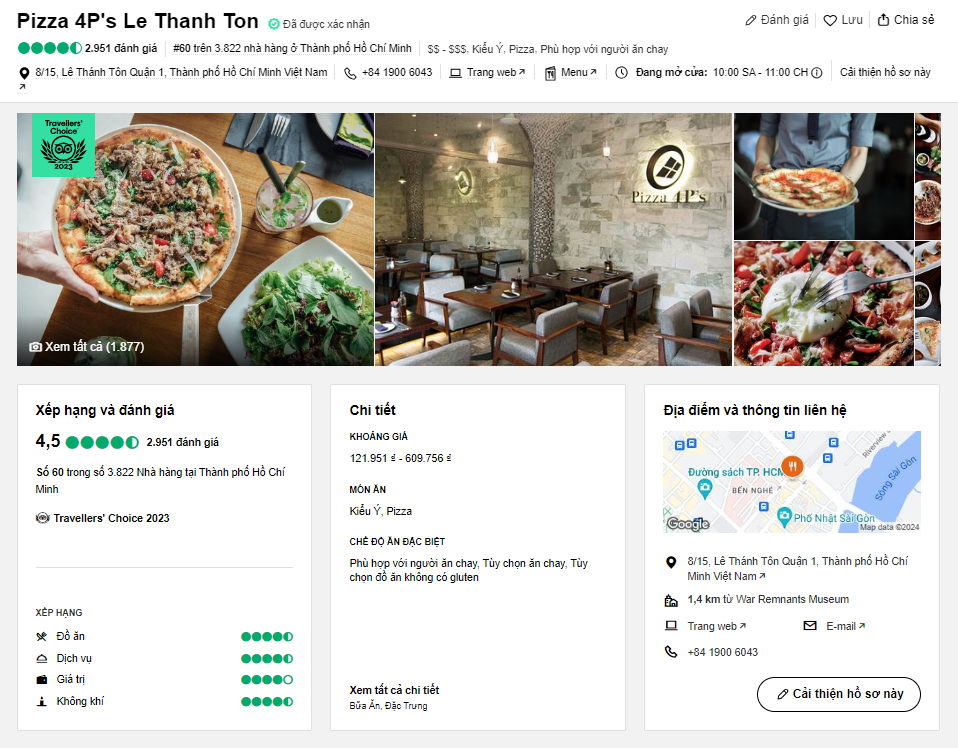 Pizza 4P's Le Thanh Ton Đã được xác nhận
Đánh giá Lưu Chia sẻ
2.951 đánh giá #60 trên 3.822 nhà hàng ở Thành phố Hồ Chí Minh $$ - $$$, Kiểu Ý, Pizza, Phù hợp với người ăn chay
8/15, Lê Thánh Tôn Quận 1, Thành phố Hồ Chí Minh Việt Nam +84 1900 6043 Trang web Menu Đang mở cửa: 10:00 SA - 11:00 CH Cải thiện hồ sơ này
Travellers'
Choice
2023
Pizza 4P's
Xem tất cả (1.877)
Xếp hạng và đánh giá
4,5 2.951 đánh giá
Số 60 trong số 3.822 Nhà hàng tại Thành phố Hồ Chí
Minh
Travellers' Choice 2023
XẾP HẠNG
Đồ ăn
Dịch vụ
Giá trị
Không khí
Chi tiết
KHOẢNG GIÁ
121.951 ₫ - 609.756 ₫
MÓN ĂN
Kiểu Ý, Pizza
CHẾ ĐỘ ĂN ĐẶC BIỆT
Phù hợp với người ăn chay, Tùy chọn ăn chay, Tùy
chọn đồ ăn không có gluten
Xem tất cả chi tiết
Bữa Ăn, Đặc Trưng
Địa điểm và thông tin liên hệ
Riverview
Đường sách TP. HCM
Sông Sài Gòn
BẾN NGHÉ
Phố Nhật Sài Gòn
Google
Map data ©2024
8/15, Lê Thánh Tôn Quận 1, Thành phố Hồ Chí
Minh Việt Nam
1,4 km từ War Remnants Museum
Trang web E-mail
+84 1900 6043
Cải thiện hồ sơ này